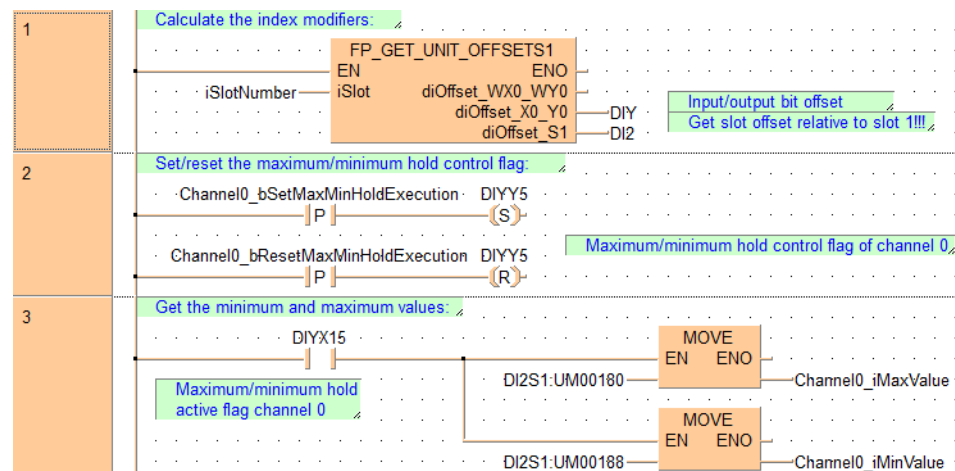 1
Calculate the index modifiers:
FP_GET_UNIT_OFFSETS1
EN ENO
iSlotNumber iSlot diOffset_WX0_WY0
diOffset_X0_Y0 DIY
diOffset_S1 DI2
Input/output bit offset
Get slot offset relative to slot 1!!!
2
Set/reset the maximum/minimum hold control flag:
Channel0_bSetMaxMinHoldExecution DIYY5
P S
Channel0_bResetMaxMinHoldExecution DIYY5
P R
Maximum/minimum hold control flag of channel 0
3
Get the minimum and maximum values:
DIYX15
Maximum/minimum hold
active flag channel 0
MOVE
EN ENO
DI2S1:UM00180 Channel0_iMaxValue
MOVE
EN ENO
DI2S1:UM00188 Channel0_iMinValue